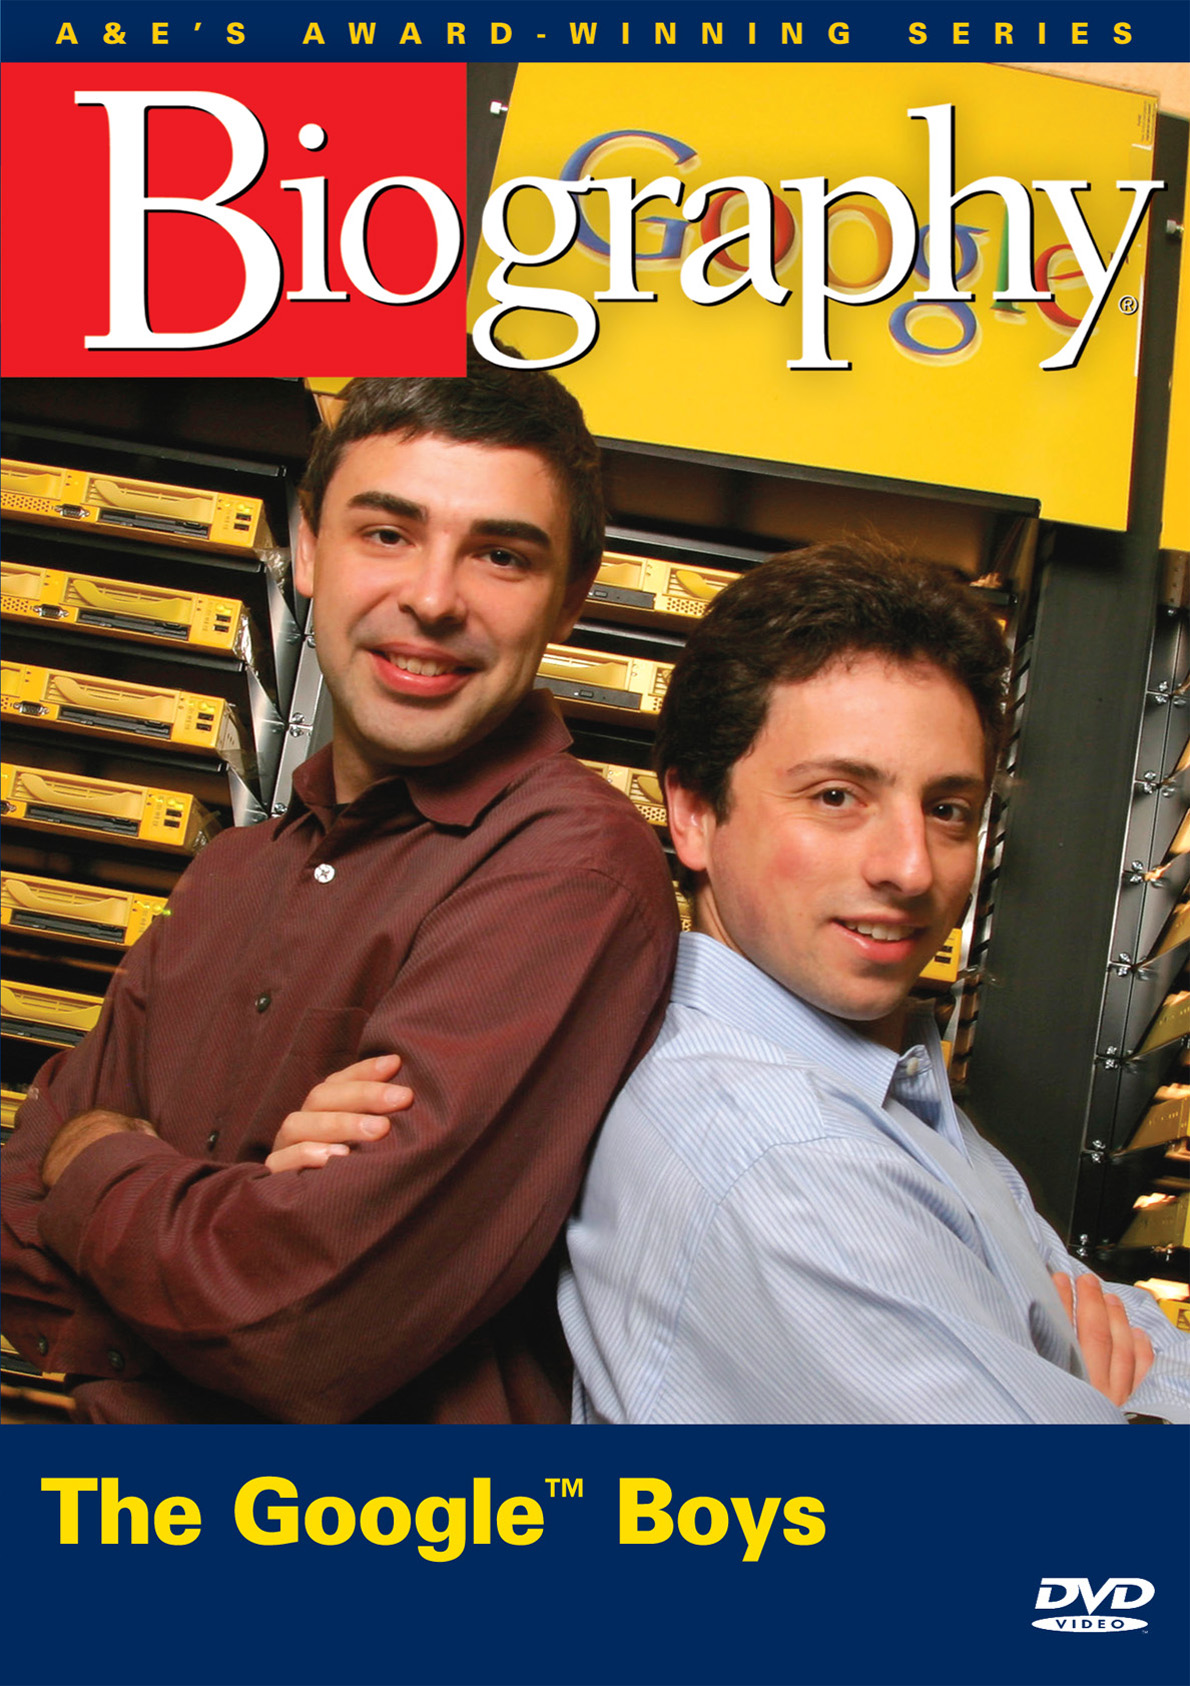 A&E'S AWARD-WINNING SERIES
Biography®
Google
The Google™ Boys
DVD
VIDEO